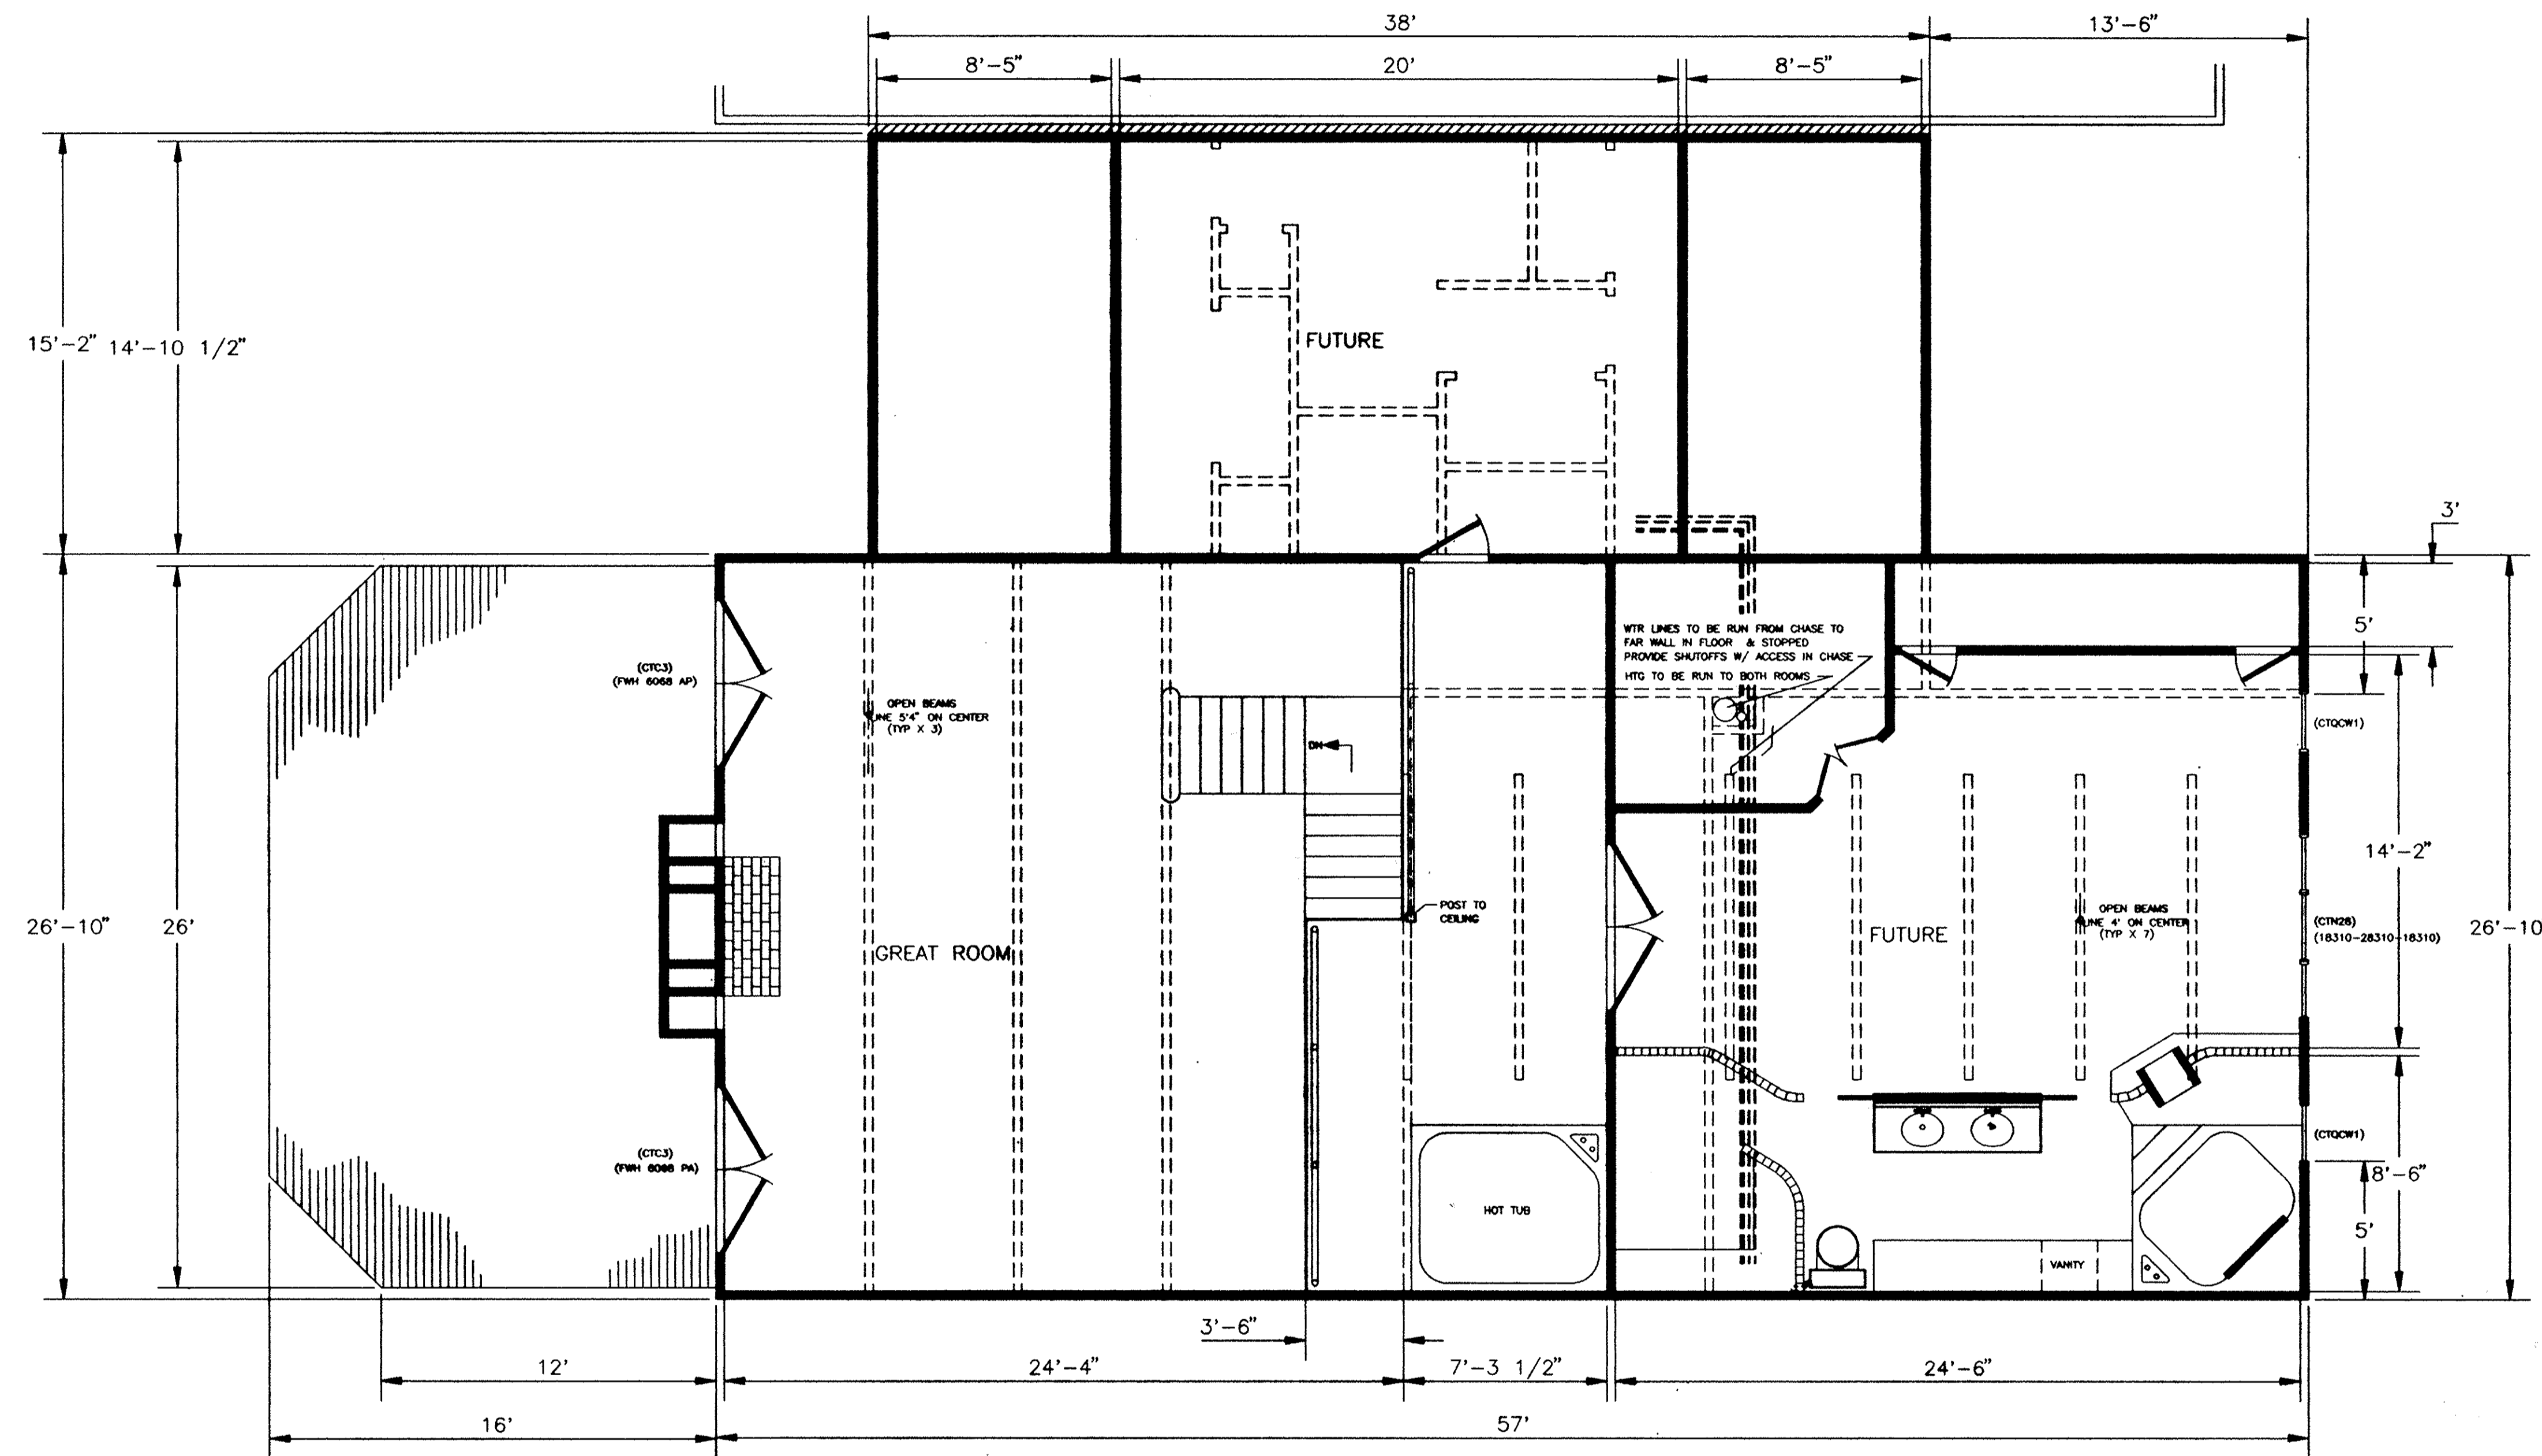 38'
13'-6"
8'-5"
20'
8'-5"
15'-2"
14'-10 1/2"
FUTURE
3'
WTR LINES TO BE RUN FROM CHASE TO
FAR WALL IN FLOOR & STOPPED
PROVIDE SHUTOFFS W/ ACCESS IN CHASE
HTG TO BE RUN TO BOTH ROOMS
5'
(CTC3)
(FWH 6068 AP)
OPEN BEAMS
LINE 5'4" ON CENTER
(TYP X 3)
DN
(CTQCW1)
14'-2"
POST TO
CEILING
26'-10"
26'
GREAT ROOM
FUTURE
OPEN BEAMS
LINE 4' ON CENTER
(TYP X 7)
(CTN28)
(18310-28310-18310)
26'-10
(CTC3)
(FWH 6068 PA)
(CTQCW1)
8'-6"
HOT TUB
5'
VANITY
3'-6"
12'
24'-4"
7'-3 1/2"
24'-6"
16'
57'